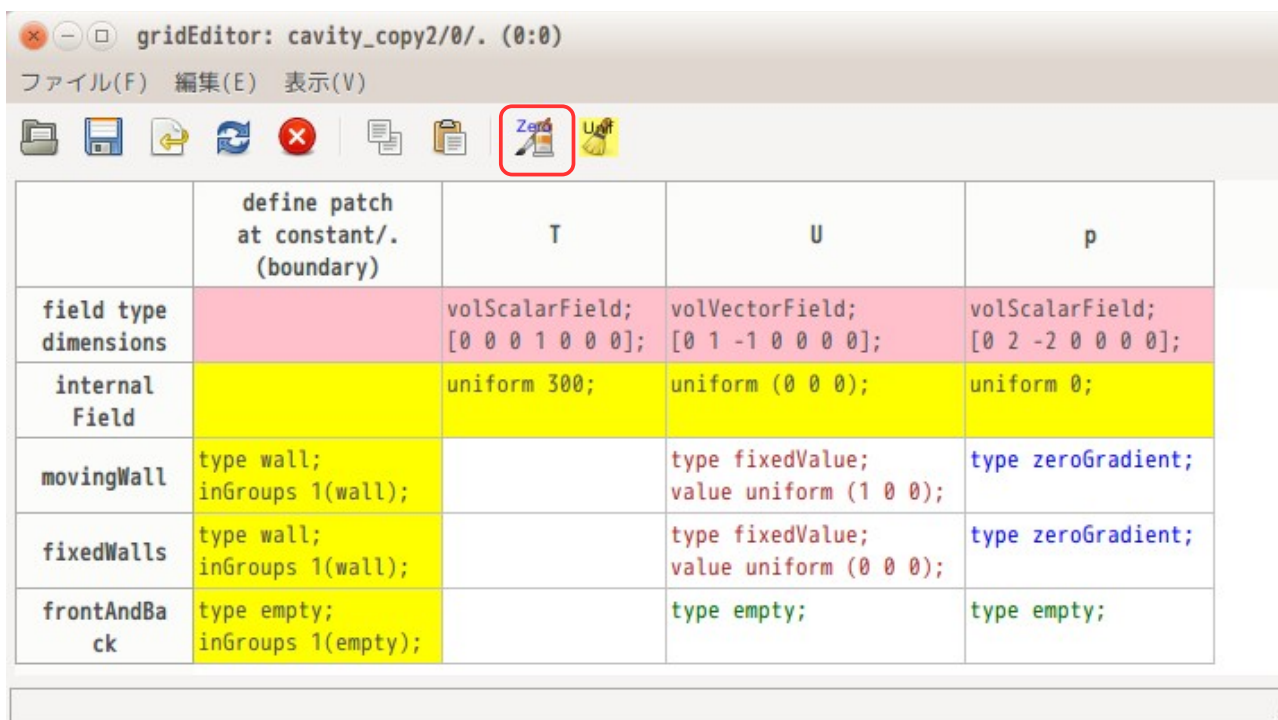 gridEditor: cavity_copy2/0/. (0:0)
ファイル(F) 編集(E) 表示(V)
Zero Unif
define patch
at constant/.
(boundary)
T
U
p
field type
dimensions
volScalarField;
[0 0 0 1 0 0 0];
volVectorField;
[0 1 -1 0 0 0 0];
volScalarField;
[0 2 -2 0 0 0 0];
internal
Field
uniform 300;
uniform (0 0 0);
uniform 0;
movingWall
type wall;
inGroups 1(wall);
type fixedValue;
value uniform (1 0 0);
type zeroGradient;
fixedWalls
type wall;
inGroups 1(wall);
type fixedValue;
value uniform (0 0 0);
type zeroGradient;
frontAndBa
ck
type empty;
inGroups 1(empty);
type empty;
type empty;